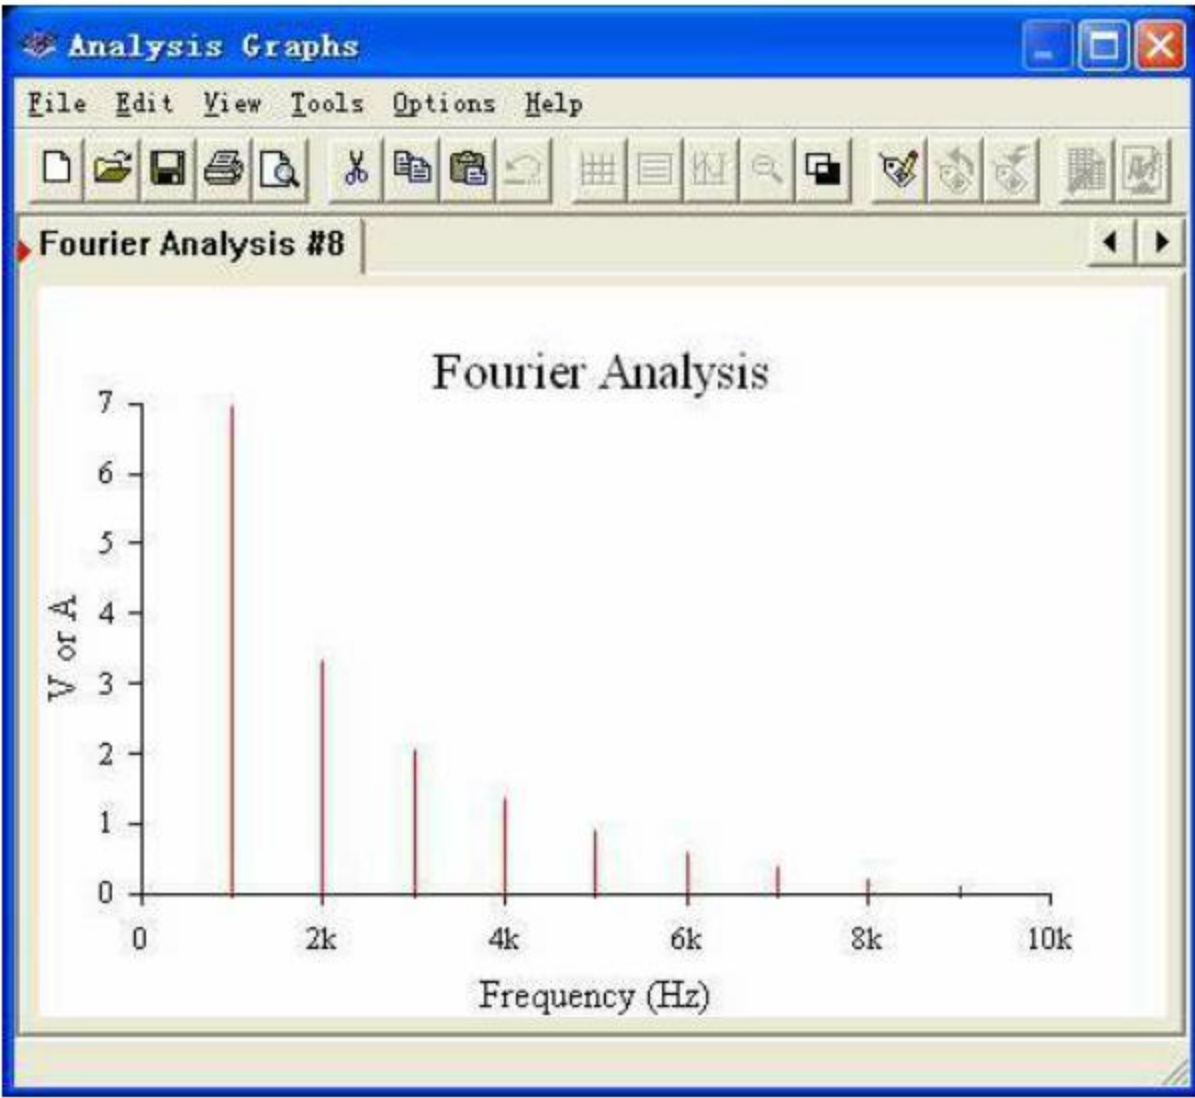 Analysis Graphs
File Edit View Tools Options Help
Fourier Analysis #8
Fourier Analysis
7
6
5
4
3
2
1
0
V or A
0 2k 4k 6k 8k 10k
Frequency (Hz)